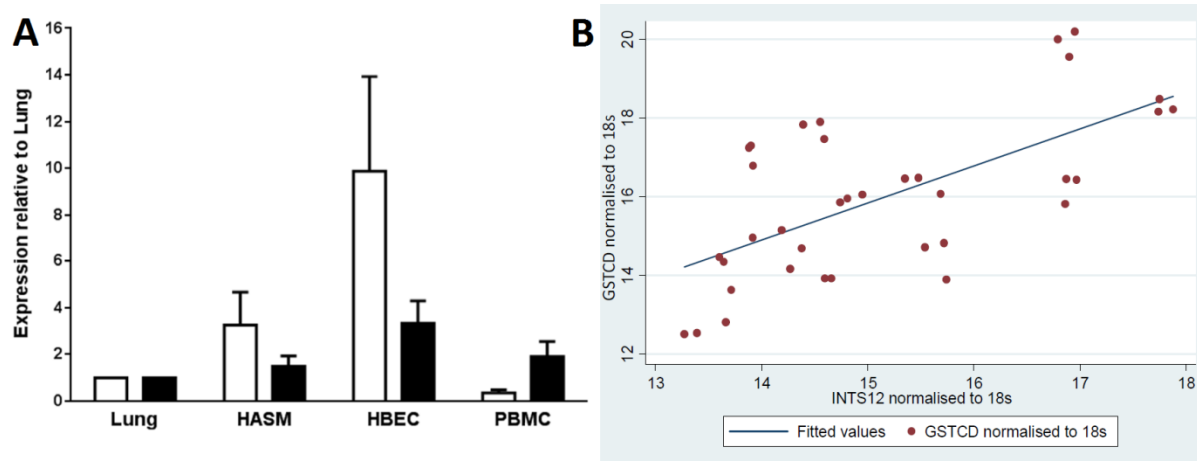 A
Expression relative to Lung
16
14
12
10
8
6
4
2
0
Lung HASM HBEC PBMC
B
GSTCD normalised to 18s
20
18
16
14
12
13 14 15 16 17 18
INTS12 normalised to 18s
Fitted values GSTCD normalised to 18s